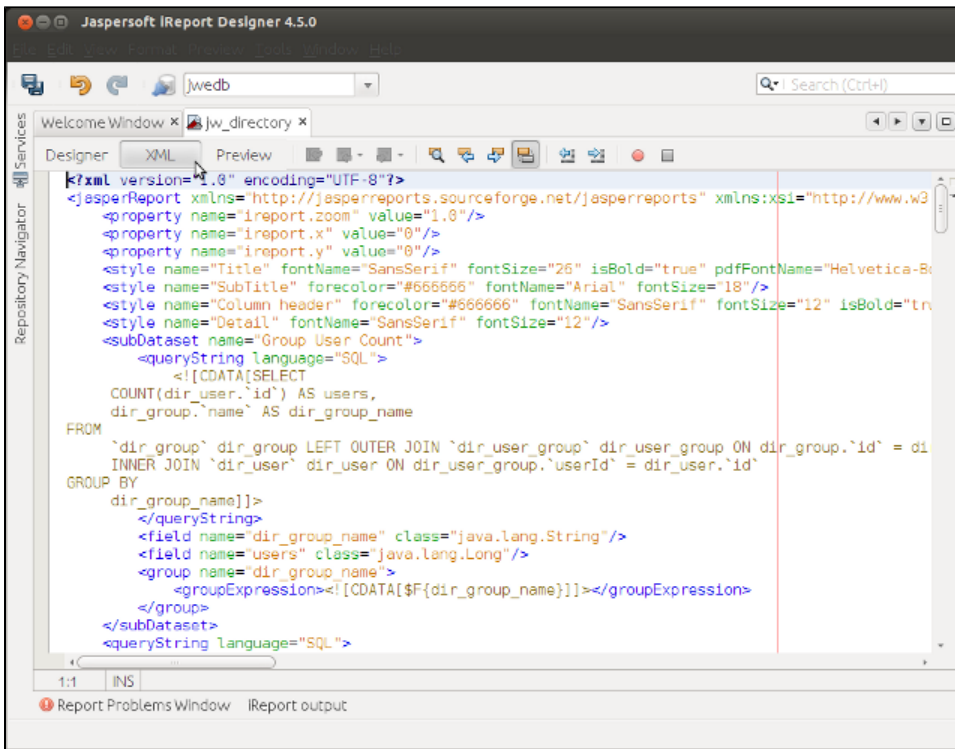 Jaspersoft iReport Designer 4.5.0
File Edit View Format Preview Tools Window Help
jwedb
Search (Ctrl+I)
Services
Repository Navigator
Welcome Window
jw_directory
Designer XML Preview
<?xml version="1.0" encoding="UTF-8"?>
<jasperReport xmlns="http://jasperreports.sourceforge.net/jasperreports" xmlns:xsi="http://www.w3
<property name="ireport.zoom" value="1.0"/>
<property name="ireport.x" value="0"/>
<property name="ireport.y" value="0"/>
<style name="Title" fontName="SansSerif" fontSize="26" isBold="true" pdfFontName="Helvetica-Bo
<style name="SubTitle" forecolor="#666666" fontName="Arial" fontSize="18"/>
<style name="Column header" forecolor="#666666" fontName="SansSerif" fontSize="12" isBold="tru
<style name="Detail" fontName="SansSerif" fontSize="12"/>
<subDataset name="Group User Count">
<queryString language="SQL">
<![CDATA[SELECT
COUNT(dir_user.`id`) AS users,
dir_group.`name` AS dir_group_name
FROM
`dir_group` dir_group LEFT OUTER JOIN `dir_user_group` dir_user_group ON dir_group.`id` = di
INNER JOIN `dir_user` dir_user ON dir_user_group.`userId` = dir_user.`id`
GROUP BY
dir_group_name]]>
</queryString>
<field name="dir_group_name" class="java.lang.String"/>
<field name="users" class="java.lang.Long"/>
<group name="dir_group_name">
<groupExpression><![CDATA[$F{dir_group_name}]]></groupExpression>
</group>
</subDataset>
<queryString language="SQL">
1:1 INS
Report Problems Window iReport output